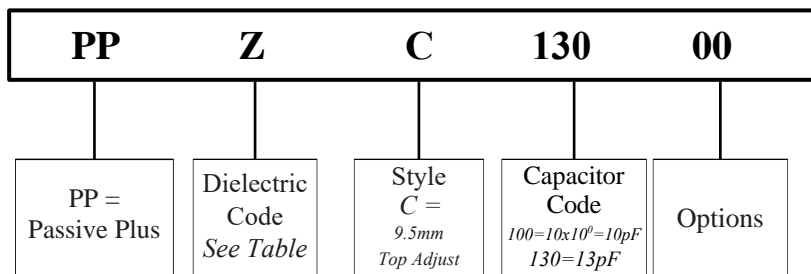 PP Z C 130 00
PP =
Passive Plus
Dielectric
Code
See Table
Style
C =
9.5mm
Top Adjust
Capacitor
Code
100=10x10⁰=10pF
130=13pF
Options